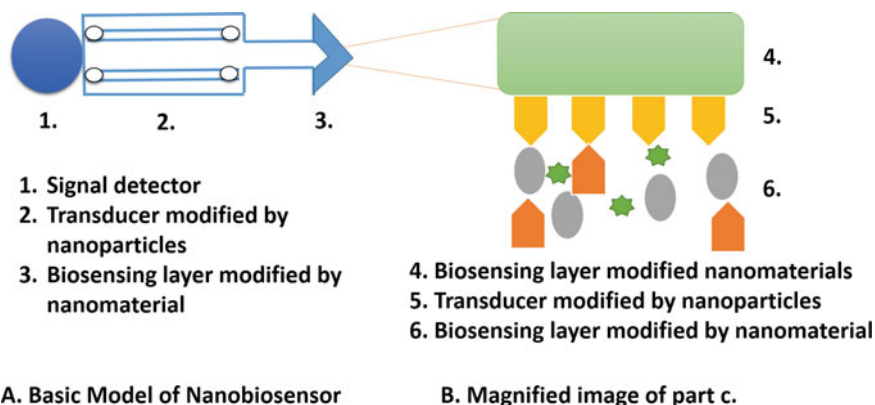 1.
2.
3.
4.
5.
6.
1. Signal detector
2. Transducer modified by
nanoparticles
3. Biosensing layer modified by
nanomaterial
4. Biosensing layer modified nanomaterials
5. Transducer modified by nanoparticles
6. Biosensing layer modified by nanomaterial
A. Basic Model of Nanobiosensor
B. Magnified image of part c.